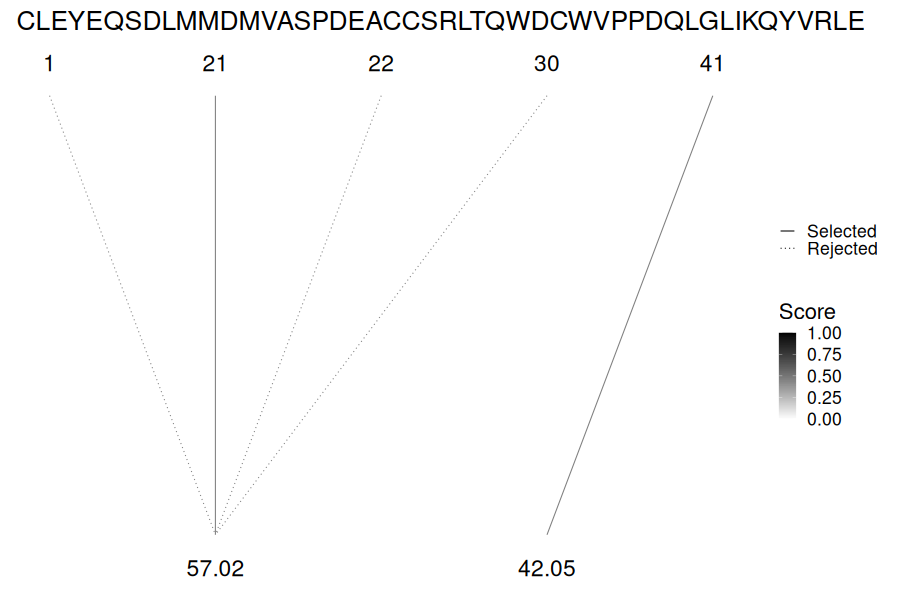 CLEYEQSDLMMDMVASPDEACCSRLTQWDCWVPPDQLGLIKQYVRLE
1 21 22 30 41
Selected
Rejected
Score
1.00
0.75
0.50
0.25
0.00
57.02 42.05